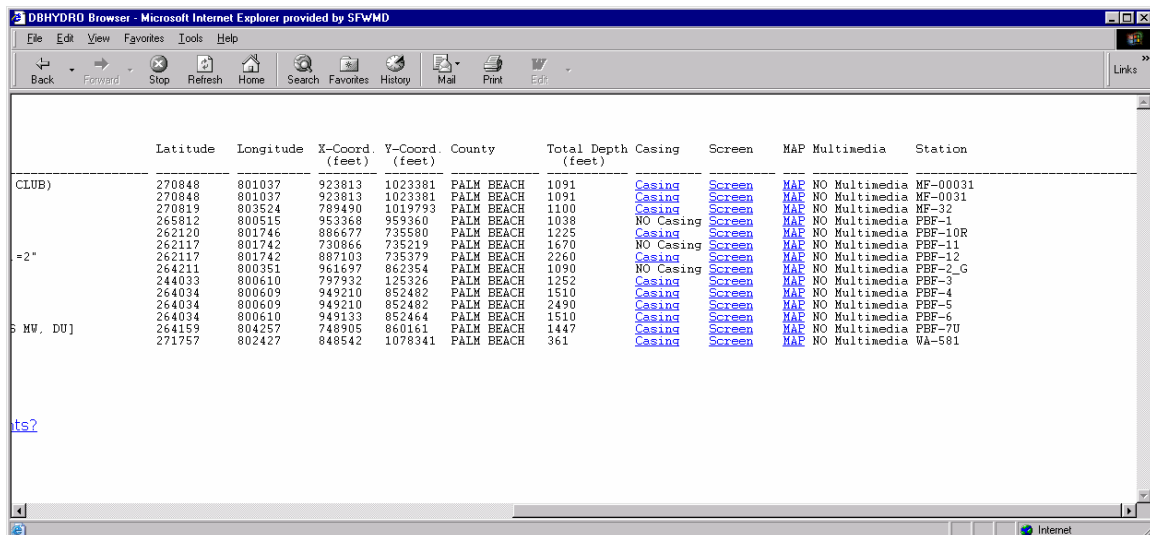 DBHYDRO Browser - Microsoft Internet Explorer provided by SFWMD
File Edit View Favorites Tools Help
Back Forward Stop Refresh Home Search Favorites History Mail Print Edit Links »
Latitude Longitude X-Coord. Y-Coord. County Total Depth Casing Screen MAP Multimedia Station
(feet) (feet) (feet)
CLUB) 270848 801037 923813 1023381 PALM BEACH 1091 Casing Screen MAP NO Multimedia MF-00031
270848 801037 923813 1023381 PALM BEACH 1091 Casing Screen MAP NO Multimedia MF-0031
270819 803524 789490 1019793 PALM BEACH 1100 Casing Screen MAP NO Multimedia MF-32
265812 800515 953368 959360 PALM BEACH 1038 NO Casing Screen MAP NO Multimedia PBF-1
262120 801746 886677 735580 PALM BEACH 1225 Casing Screen MAP NO Multimedia PBF-10R
262117 801742 730866 735219 PALM BEACH 1670 NO Casing Screen MAP NO Multimedia PBF-11
.=2" 262117 801742 887103 735379 PALM BEACH 2260 Casing Screen MAP NO Multimedia PBF-12
264211 800351 961697 862354 PALM BEACH 1090 NO Casing Screen MAP NO Multimedia PBF-2_G
244033 800610 797932 125326 PALM BEACH 1252 Casing Screen MAP NO Multimedia PBF-3
264034 800609 949210 852482 PALM BEACH 1510 Casing Screen MAP NO Multimedia PBF-4
264034 800609 949210 852482 PALM BEACH 2490 Casing Screen MAP NO Multimedia PBF-5
264034 800610 949133 852464 PALM BEACH 1510 Casing Screen MAP NO Multimedia PBF-6
S MW, DU] 264159 804257 748905 860161 PALM BEACH 1447 Casing Screen MAP NO Multimedia PBF-7U
271757 802427 848542 1078341 PALM BEACH 361 Casing Screen MAP NO Multimedia WA-581
nts?
Internet